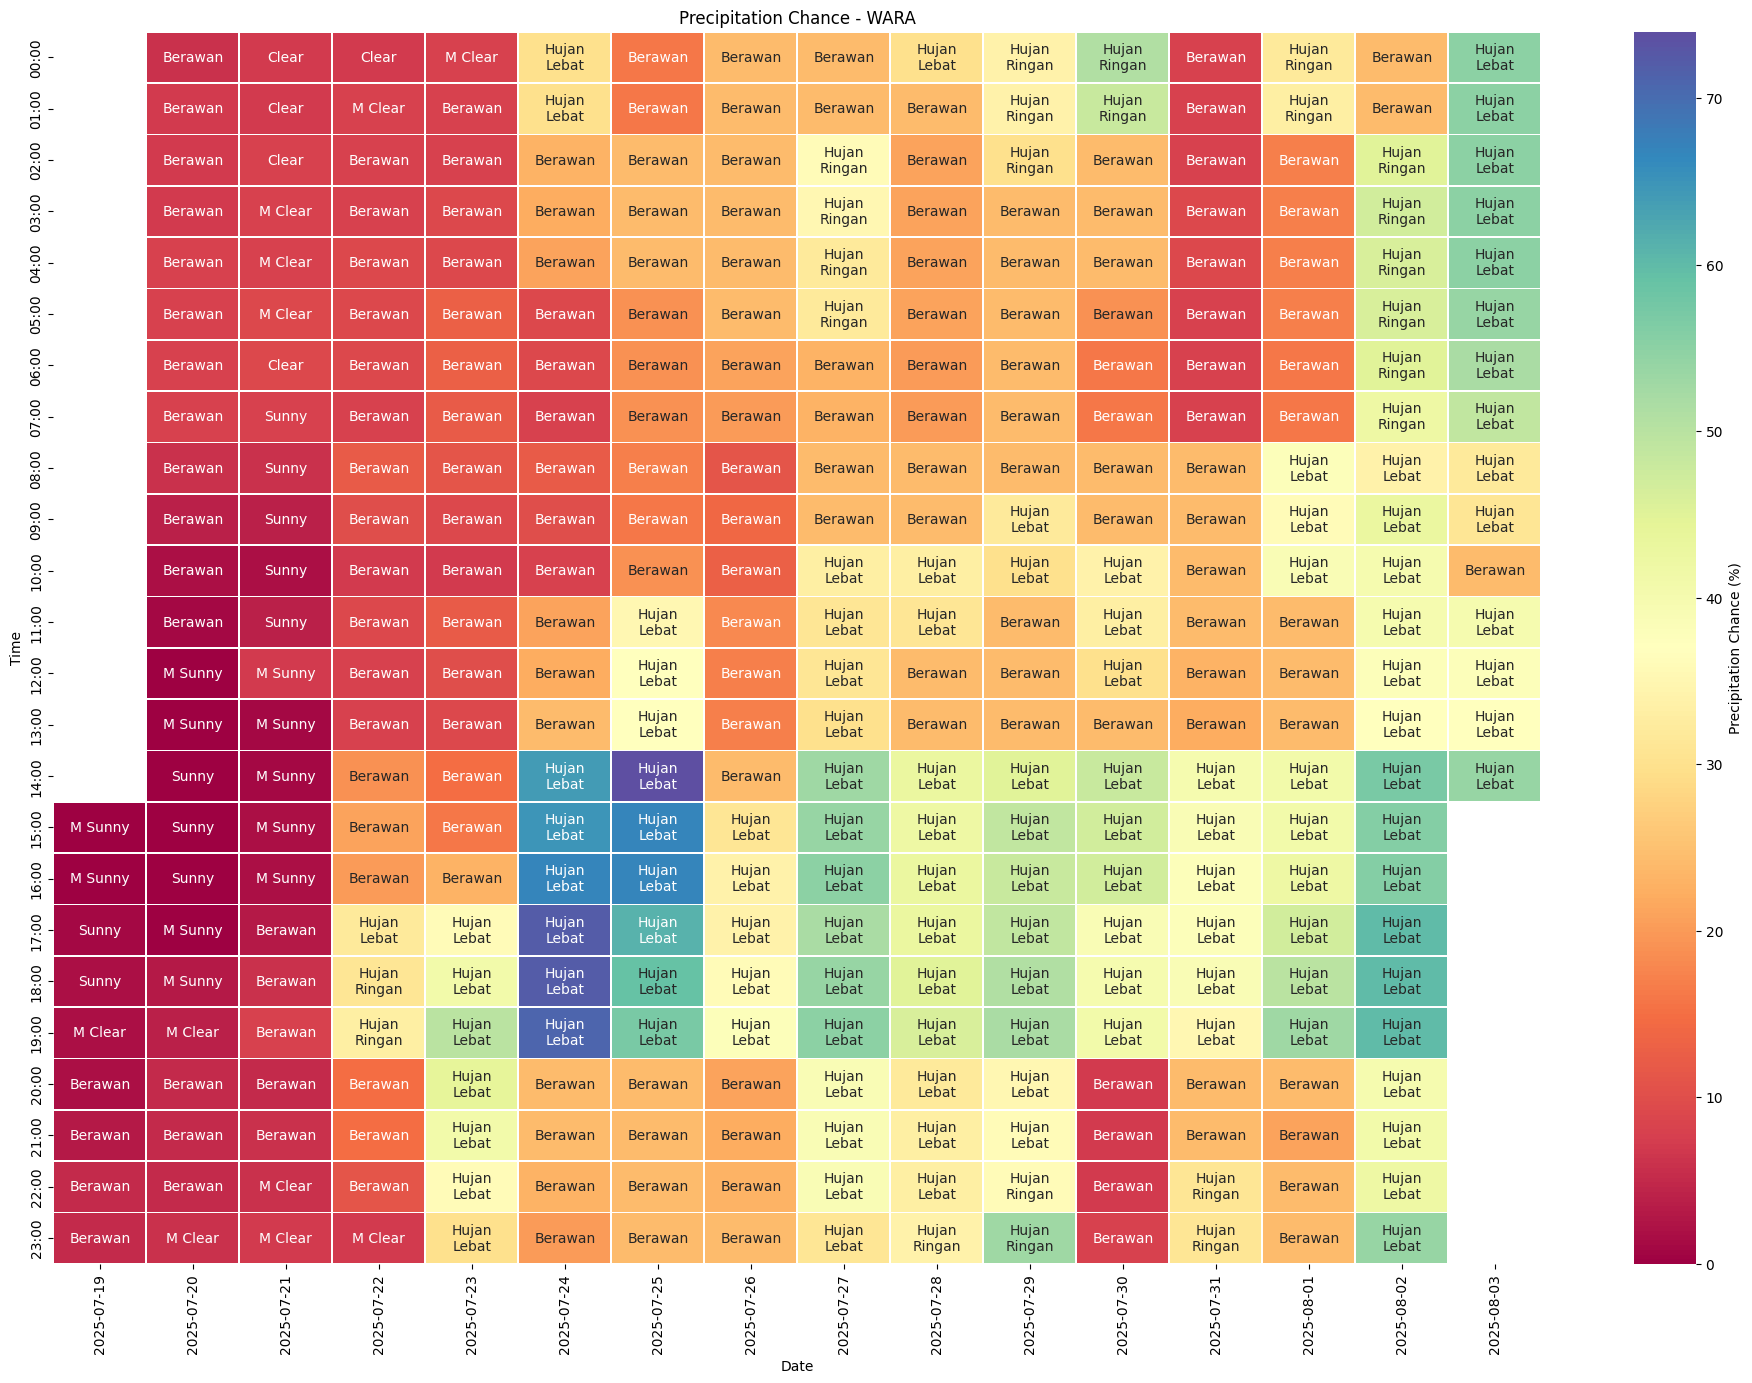 Precipitation Chance - WARA
00:00 Berawan Clear Clear M Clear Hujan Lebat Berawan Berawan Berawan Hujan Lebat Hujan Ringan Hujan Ringan Berawan Hujan Ringan Berawan Hujan Lebat
01:00 Berawan Clear M Clear Berawan Hujan Lebat Berawan Berawan Berawan Berawan Hujan Ringan Hujan Ringan Berawan Hujan Ringan Berawan Hujan Lebat
02:00 Berawan Clear Berawan Berawan Berawan Berawan Berawan Hujan Ringan Berawan Hujan Ringan Berawan Berawan Berawan Hujan Ringan Hujan Lebat
03:00 Berawan M Clear Berawan Berawan Berawan Berawan Berawan Hujan Ringan Berawan Berawan Berawan Berawan Berawan Hujan Ringan Hujan Lebat
04:00 Berawan M Clear Berawan Berawan Berawan Berawan Berawan Hujan Ringan Berawan Berawan Berawan Berawan Berawan Hujan Ringan Hujan Lebat
05:00 Berawan M Clear Berawan Berawan Berawan Berawan Berawan Hujan Ringan Berawan Berawan Berawan Berawan Berawan Hujan Ringan Hujan Lebat
06:00 Berawan Clear Berawan Berawan Berawan Berawan Berawan Berawan Berawan Berawan Berawan Berawan Berawan Hujan Ringan Hujan Lebat
07:00 Berawan Sunny Berawan Berawan Berawan Berawan Berawan Berawan Berawan Berawan Berawan Berawan Berawan Hujan Ringan Hujan Lebat
08:00 Berawan Sunny Berawan Berawan Berawan Berawan Berawan Berawan Berawan Berawan Berawan Berawan Hujan Lebat Hujan Lebat Hujan Lebat
09:00 Berawan Sunny Berawan Berawan Berawan Berawan Berawan Berawan Berawan Hujan Lebat Berawan Berawan Hujan Lebat Hujan Lebat Hujan Lebat
10:00 Berawan Sunny Berawan Berawan Berawan Berawan Berawan Hujan Lebat Hujan Lebat Hujan Lebat Hujan Lebat Berawan Hujan Lebat Hujan Lebat Berawan
11:00 Berawan Sunny Berawan Berawan Berawan Hujan Lebat Berawan Hujan Lebat Hujan Lebat Berawan Hujan Lebat Berawan Berawan Hujan Lebat Hujan Lebat
12:00 M Sunny M Sunny Berawan Berawan Berawan Hujan Lebat Berawan Hujan Lebat Berawan Berawan Hujan Lebat Berawan Berawan Hujan Lebat Hujan Lebat
13:00 M Sunny M Sunny Berawan Berawan Berawan Hujan Lebat Berawan Hujan Lebat Berawan Berawan Berawan Berawan Berawan Hujan Lebat Hujan Lebat
14:00 Sunny M Sunny Berawan Berawan Hujan Lebat Hujan Lebat Berawan Hujan Lebat Hujan Lebat Hujan Lebat Hujan Lebat Hujan Lebat Hujan Lebat Hujan Lebat Hujan Lebat
15:00 M Sunny Sunny M Sunny Berawan Berawan Hujan Lebat Hujan Lebat Hujan Lebat Hujan Lebat Hujan Lebat Hujan Lebat Hujan Lebat Hujan Lebat Hujan Lebat Hujan Lebat
16:00 M Sunny Sunny M Sunny Berawan Berawan Hujan Lebat Hujan Lebat Hujan Lebat Hujan Lebat Hujan Lebat Hujan Lebat Hujan Lebat Hujan Lebat Hujan Lebat Hujan Lebat
17:00 Sunny M Sunny Berawan Hujan Lebat Hujan Lebat Hujan Lebat Hujan Lebat Hujan Lebat Hujan Lebat Hujan Lebat Hujan Lebat Hujan Lebat Hujan Lebat Hujan Lebat Hujan Lebat
18:00 Sunny M Sunny Berawan Hujan Ringan Hujan Lebat Hujan Lebat Hujan Lebat Hujan Lebat Hujan Lebat Hujan Lebat Hujan Lebat Hujan Lebat Hujan Lebat Hujan Lebat Hujan Lebat
19:00 M Clear M Clear Berawan Hujan Ringan Hujan Lebat Hujan Lebat Hujan Lebat Hujan Lebat Hujan Lebat Hujan Lebat Hujan Lebat Hujan Lebat Hujan Lebat Hujan Lebat Hujan Lebat
20:00 Berawan Berawan Berawan Berawan Hujan Lebat Berawan Berawan Berawan Hujan Lebat Hujan Lebat Hujan Lebat Berawan Berawan Berawan Hujan Lebat
21:00 Berawan Berawan Berawan Berawan Hujan Lebat Berawan Berawan Berawan Hujan Lebat Hujan Lebat Hujan Lebat Berawan Berawan Berawan Hujan Lebat
22:00 Berawan Berawan M Clear Berawan Hujan Lebat Berawan Berawan Berawan Hujan Lebat Hujan Lebat Hujan Ringan Berawan Hujan Ringan Berawan Hujan Lebat
23:00 Berawan M Clear M Clear M Clear Hujan Lebat Berawan Berawan Berawan Hujan Lebat Hujan Ringan Hujan Ringan Berawan Hujan Ringan Berawan Hujan Lebat
Time
2025-07-19 2025-07-20 2025-07-21 2025-07-22 2025-07-23 2025-07-24 2025-07-25 2025-07-26 2025-07-27 2025-07-28 2025-07-29 2025-07-30 2025-07-31 2025-08-01 2025-08-02 2025-08-03
Date
70
60
50
40
30
20
10
0
Precipitation Chance (%)